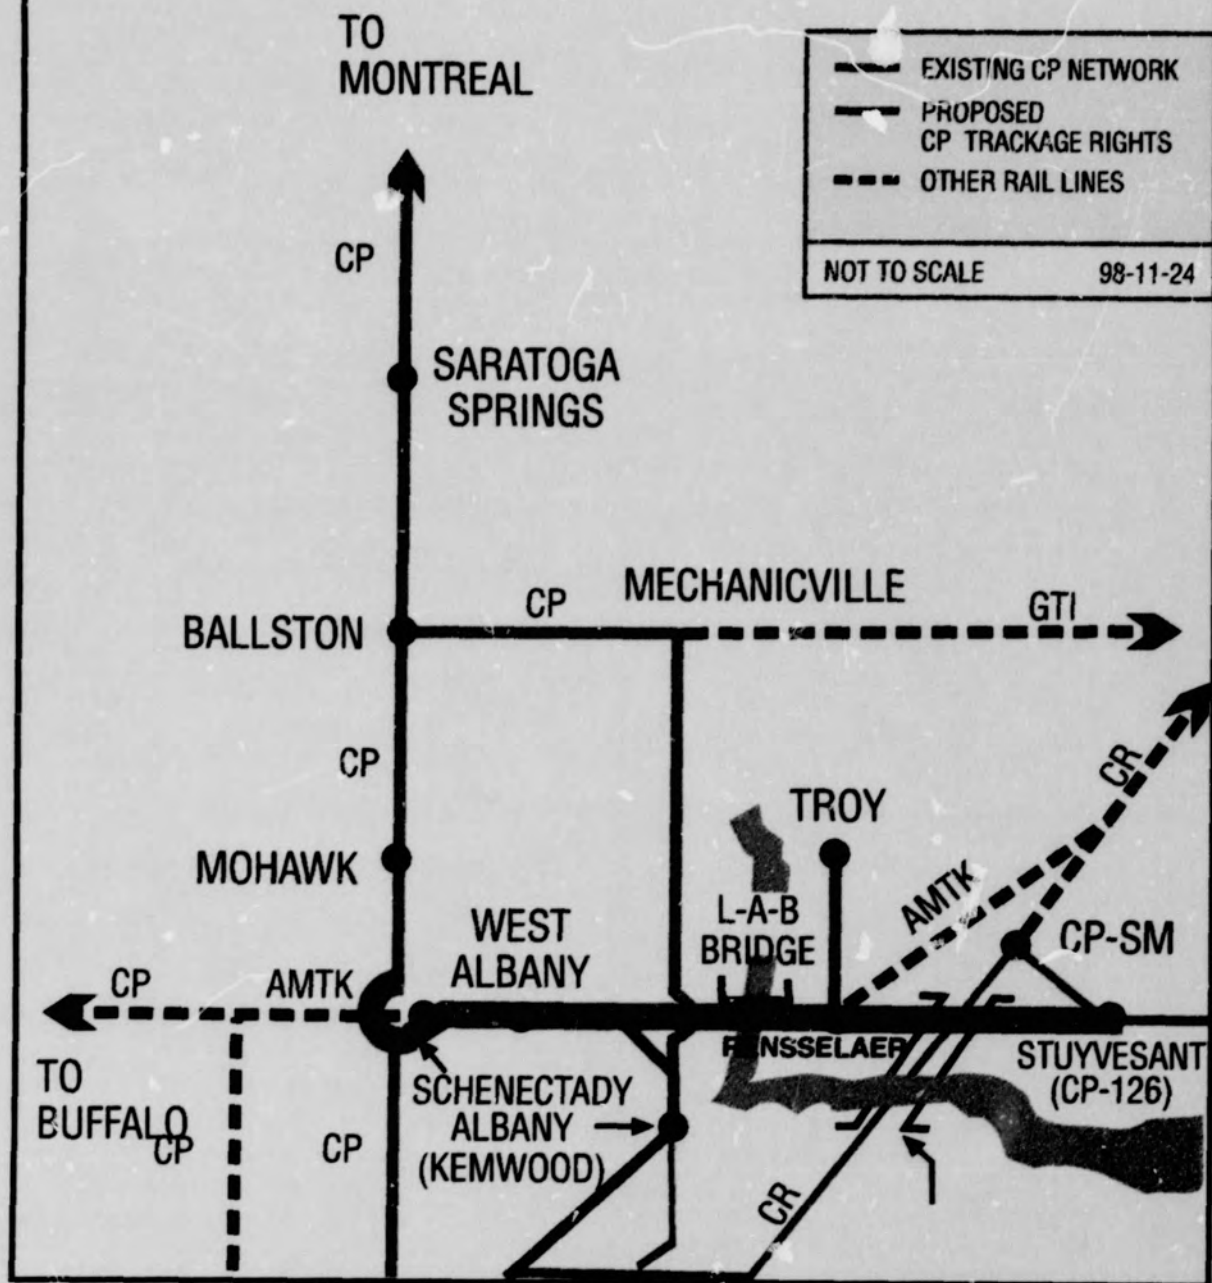 TO
MONTREAL
EXISTING CP NETWORK
PROPOSED
CP TRACKAGE RIGHTS
OTHER RAIL LINES
NOT TO SCALE 98-11-24
CP
SARATOGA
SPRINGS
CP
MECHANICVILLE
GTI
BALLSTON
CP
CR
TROY
MOHAWK
AMTK
L-A-B
BRIDGE
CP-SM
WEST
ALBANY
CP
AMTK
RENSSELAER
STUYVESANT
(CP-126)
TO
BUFFALO
CP
CP
SCHENECTADY
ALBANY
(KEMWOOD)
CR